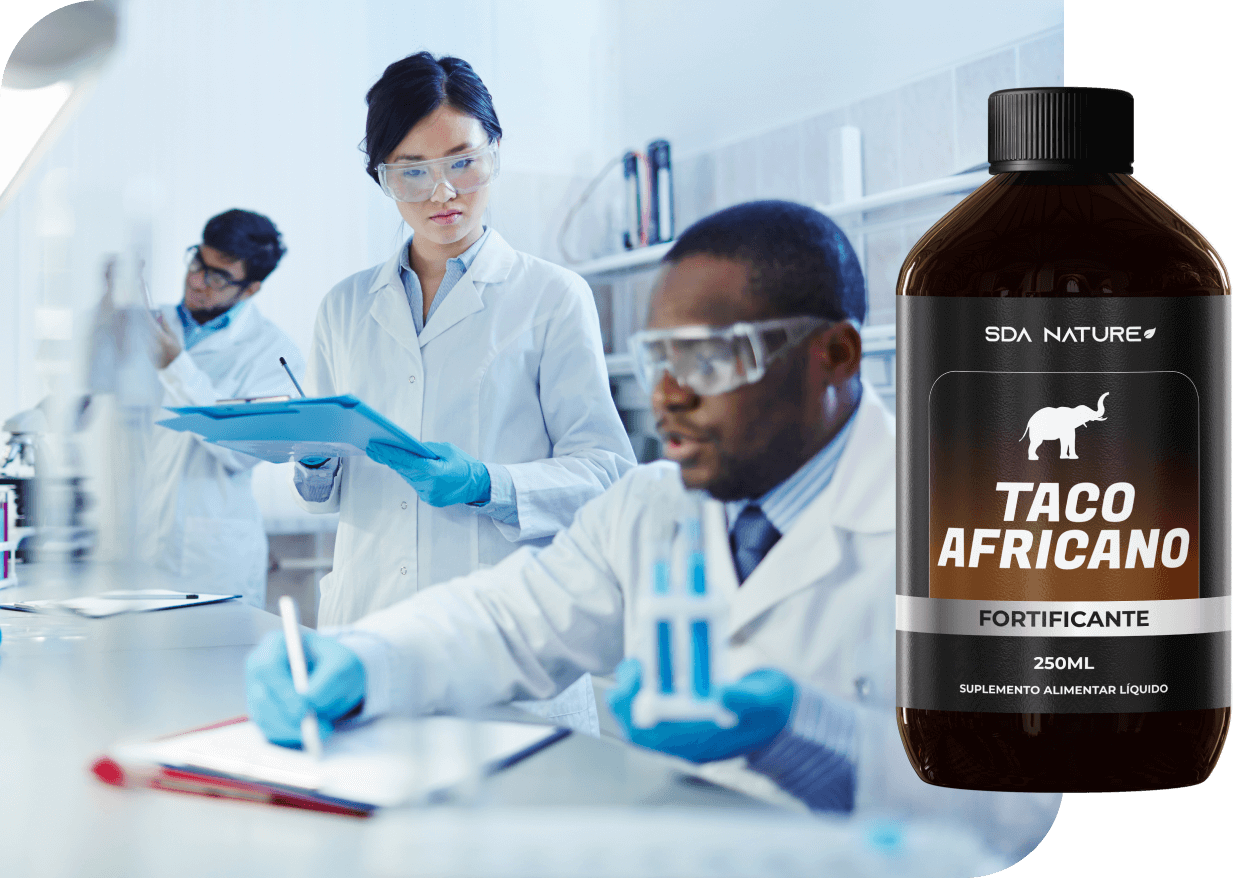 SDA NATURE
TACO
AFRICANO
FORTIFICANTE
250ML
SUPLEMENTO ALIMENTAR LÍQUIDO